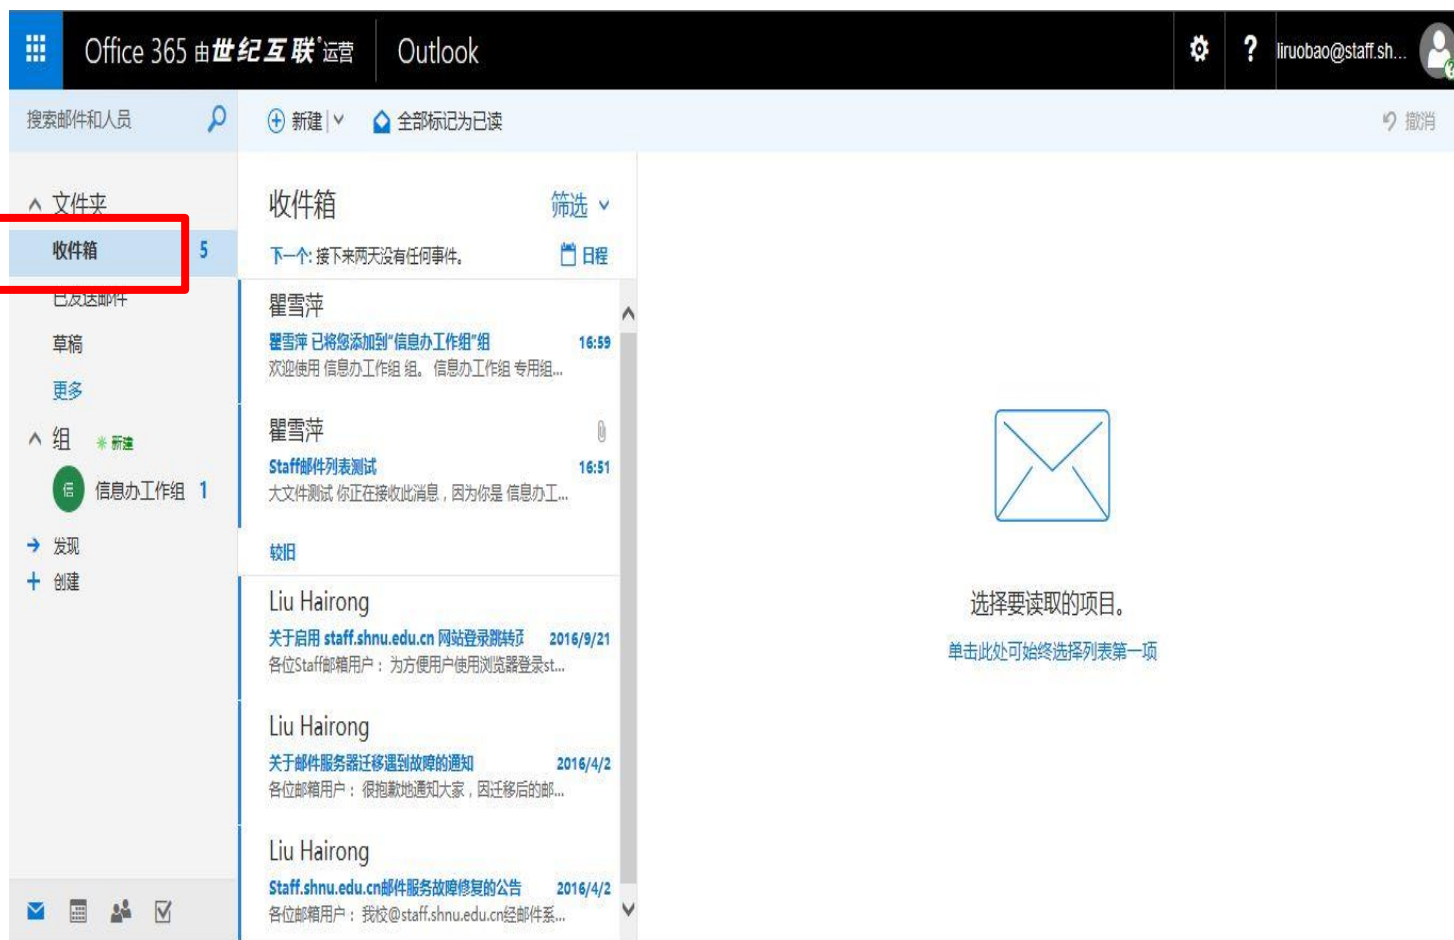 Office 365 由世纪互联运营
Outlook
?
liruobao@staff.sh...
搜索邮件和人员
新建
全部标记为已读
撤消
文件夹
收件箱 5
已发送邮件
草稿
更多
组 新建
信 信息办工作组 1
发现
创建
收件箱 筛选
下一个: 接下来两天没有任何事件。 日程
瞿雪萍
瞿雪萍 已将您添加到"信息办工作组"组 16:59
欢迎使用 信息办工作组 组。 信息办工作组 专用组...
瞿雪萍
Staff邮件列表测试 16:51
大文件测试 你正在接收此消息，因为你是 信息办工...
较旧
Liu Hairong
关于启用 staff.shnu.edu.cn 网站登录跳转页 2016/9/21
各位Staff邮箱用户： 为方便用户使用浏览器登录st...
Liu Hairong
关于邮件服务器迁移遇到故障的通知 2016/4/2
各位邮箱用户： 很抱歉地通知大家，因迁移后的邮...
Liu Hairong
Staff.shnu.edu.cn邮件服务故障修复的公告 2016/4/2
各位邮箱用户： 我校@staff.shnu.edu.cn经邮件系...
选择要读取的项目。
单击此处可始终选择列表第一项